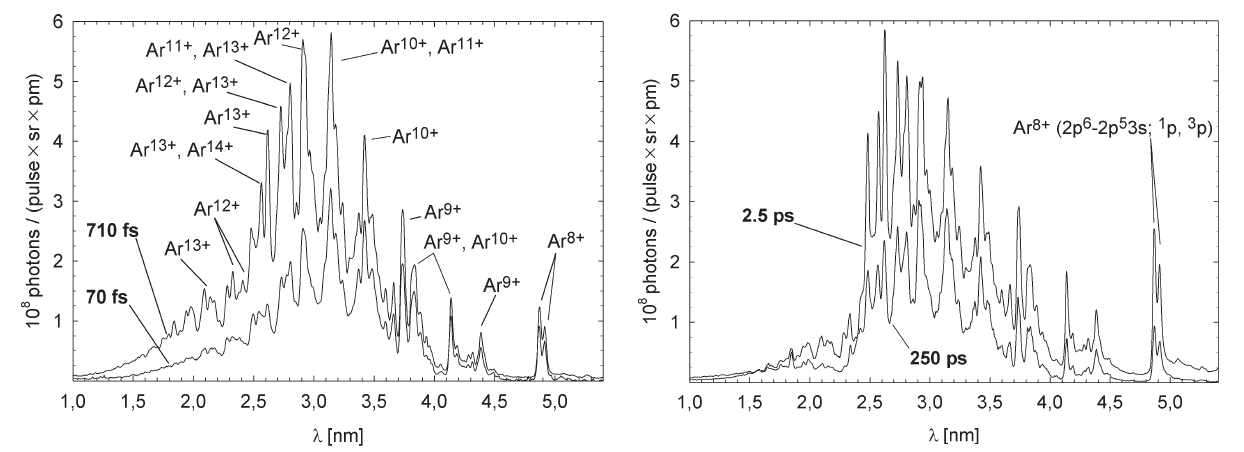 6
5
4
3
2
1
10⁸ photons / (pulse × sr × pm)
Ar11+, Ar13+
Ar12+
Ar10+, Ar11+
Ar12+, Ar13+
Ar13+
Ar10+
Ar13+, Ar14+
Ar12+
710 fs
Ar13+
Ar9+
Ar9+, Ar10+
Ar8+
70 fs
Ar9+
1,0 1,5 2,0 2,5 3,0 3,5 4,0 4,5 5,0
λ [nm]
6
5
4
3
2
1
10⁸ photons / (pulse × sr × pm)
Ar8+ (2p6-2p53s; 1p, 3p)
2.5 ps
250 ps
1,0 1,5 2,0 2,5 3,0 3,5 4,0 4,5 5,0
λ [nm]